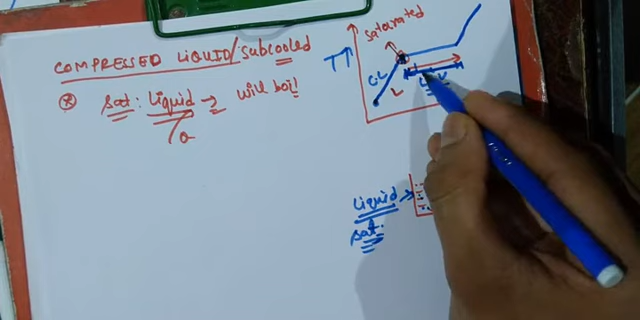 COMPRESSED LIQUID/subcooled
sat: Liquid → will boil
saturated
T↑
CL
L
Liquid →
sat: